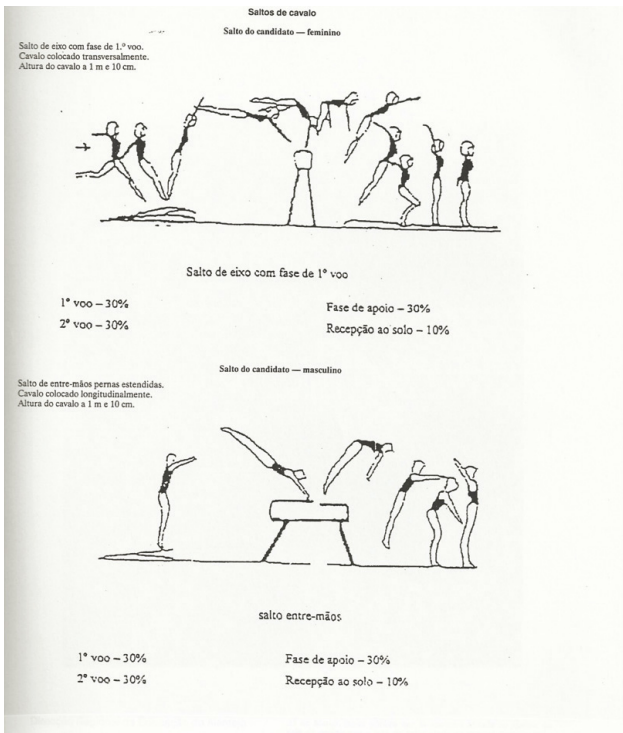 Saltos de cavalo
Salto do candidato — feminino
Salto de eixo com fase de 1.º voo.
Cavalo colocado transversalmente.
Altura do cavalo a 1 m e 10 cm.
Salto de eixo com fase de 1º voo
1º voo – 30%
Fase de apoio – 30%
2º voo – 30%
Recepção ao solo – 10%
Salto do candidato — masculino
Salto de entre-mãos pernas estendidas.
Cavalo colocado longitudinalmente.
Altura do cavalo a 1 m e 10 cm.
salto entre-mãos
1º voo – 30%
Fase de apoio – 30%
2º voo – 30%
Recepção ao solo – 10%